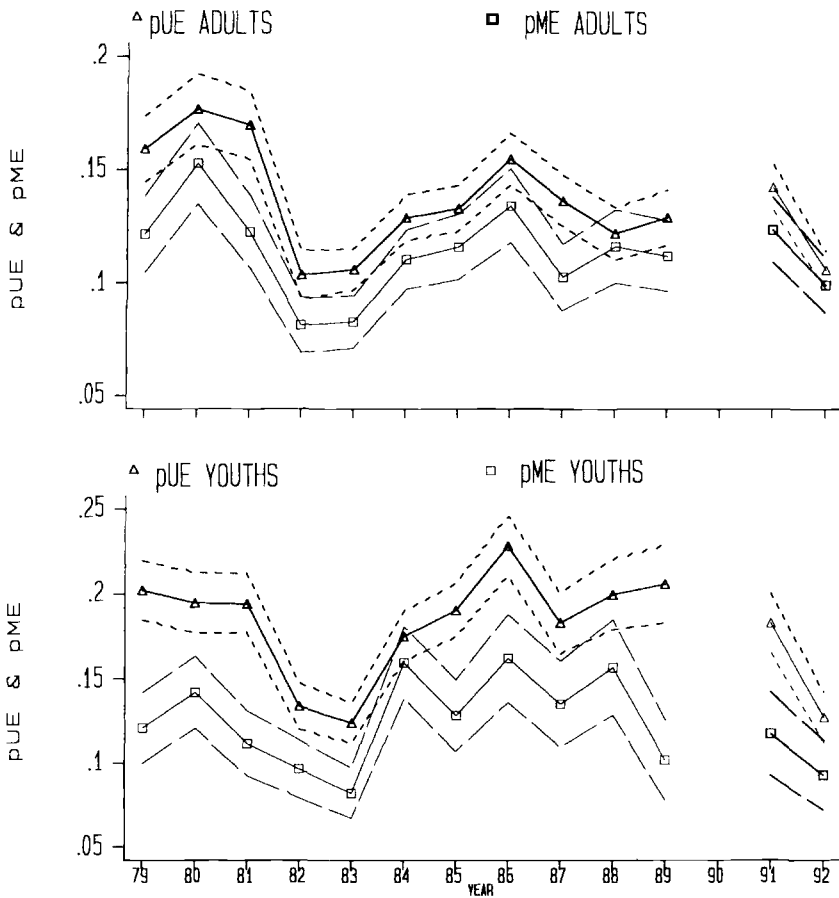 pUE ADULTS
pME ADULTS
.2
.15
.1
.05
pUE & pME
pUE YOUTHS
pME YOUTHS
.25
.2
.15
.1
.05
pUE & pME
79 80 81 82 83 84 85 86 87 88 89 90 91 92
YEAR